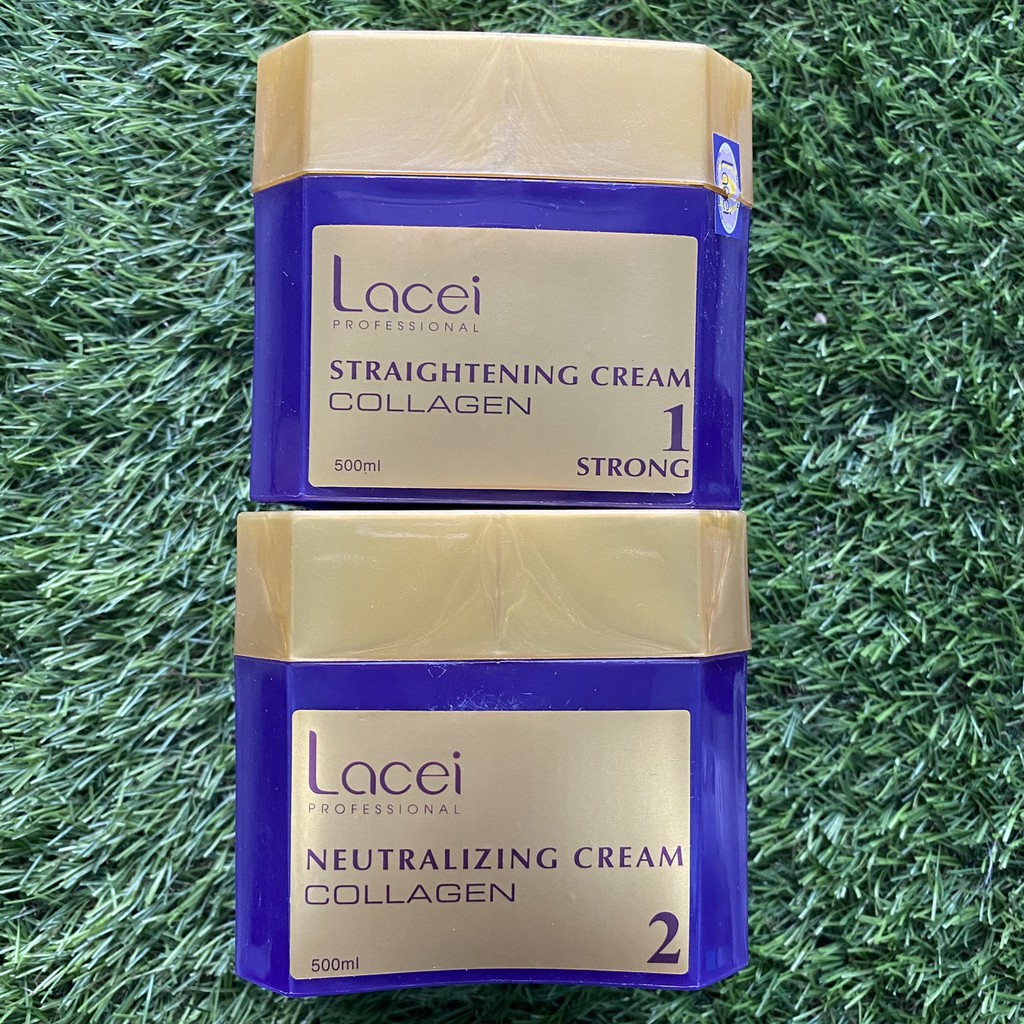 Lacei
PROFESSIONAL
STRAIGHTENING CREAM
COLLAGEN
1
500ml
STRONG
Lacei
PROFESSIONAL
NEUTRALIZING CREAM
COLLAGEN
2
500ml